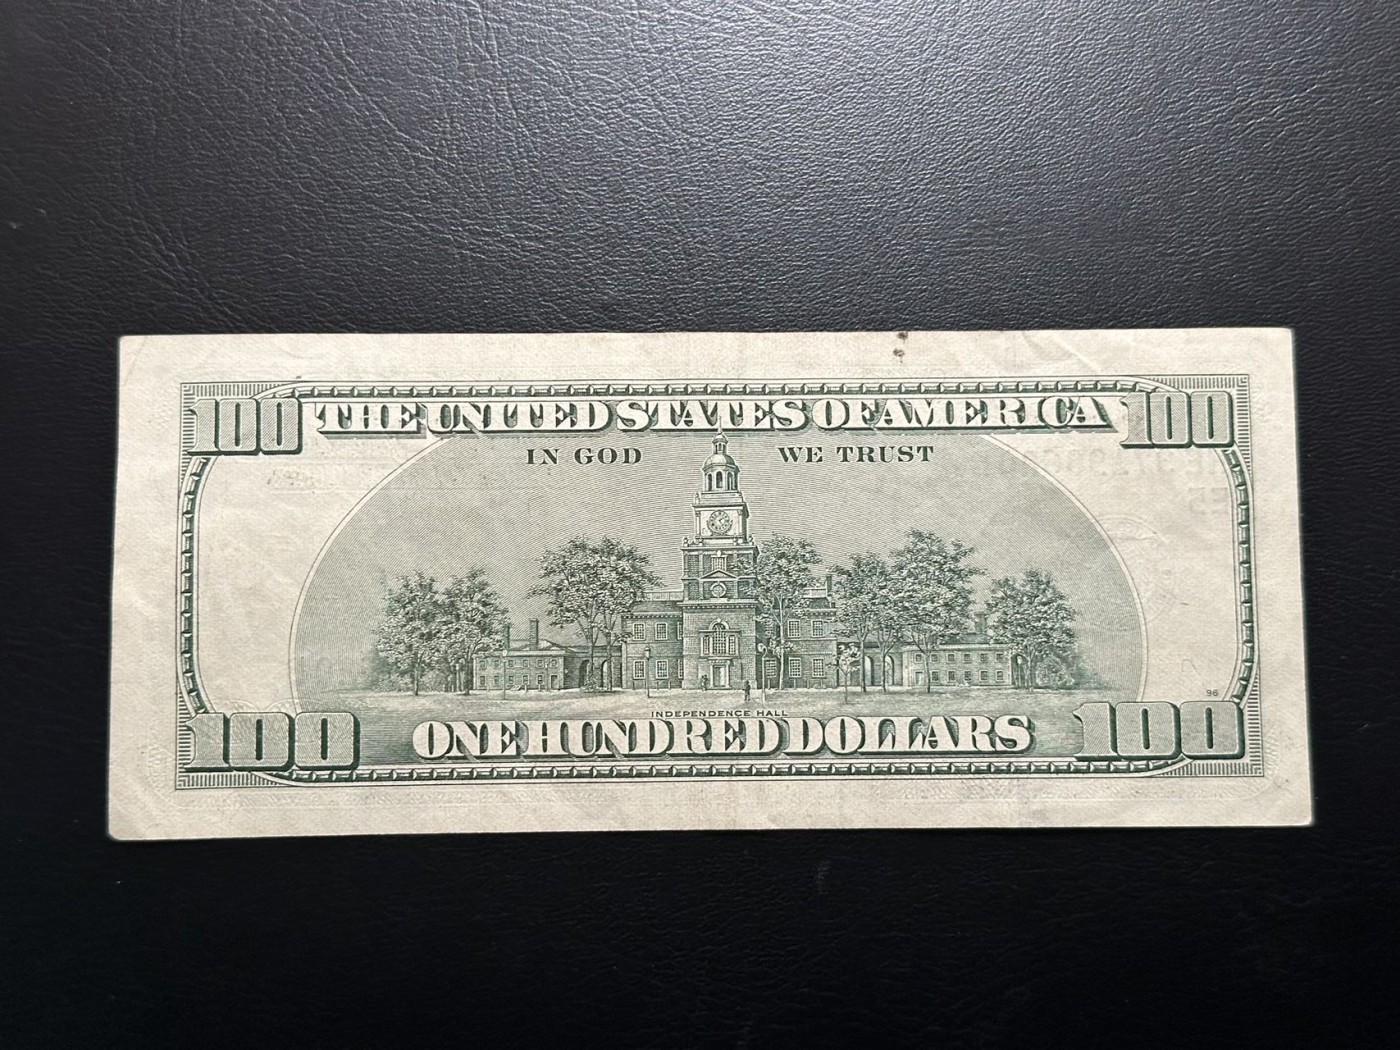 100 THE UNITED STATES OF AMERICA 100
IN GOD WE TRUST
96
INDEPENDENCE HALL
100 ONE HUNDRED DOLLARS 100